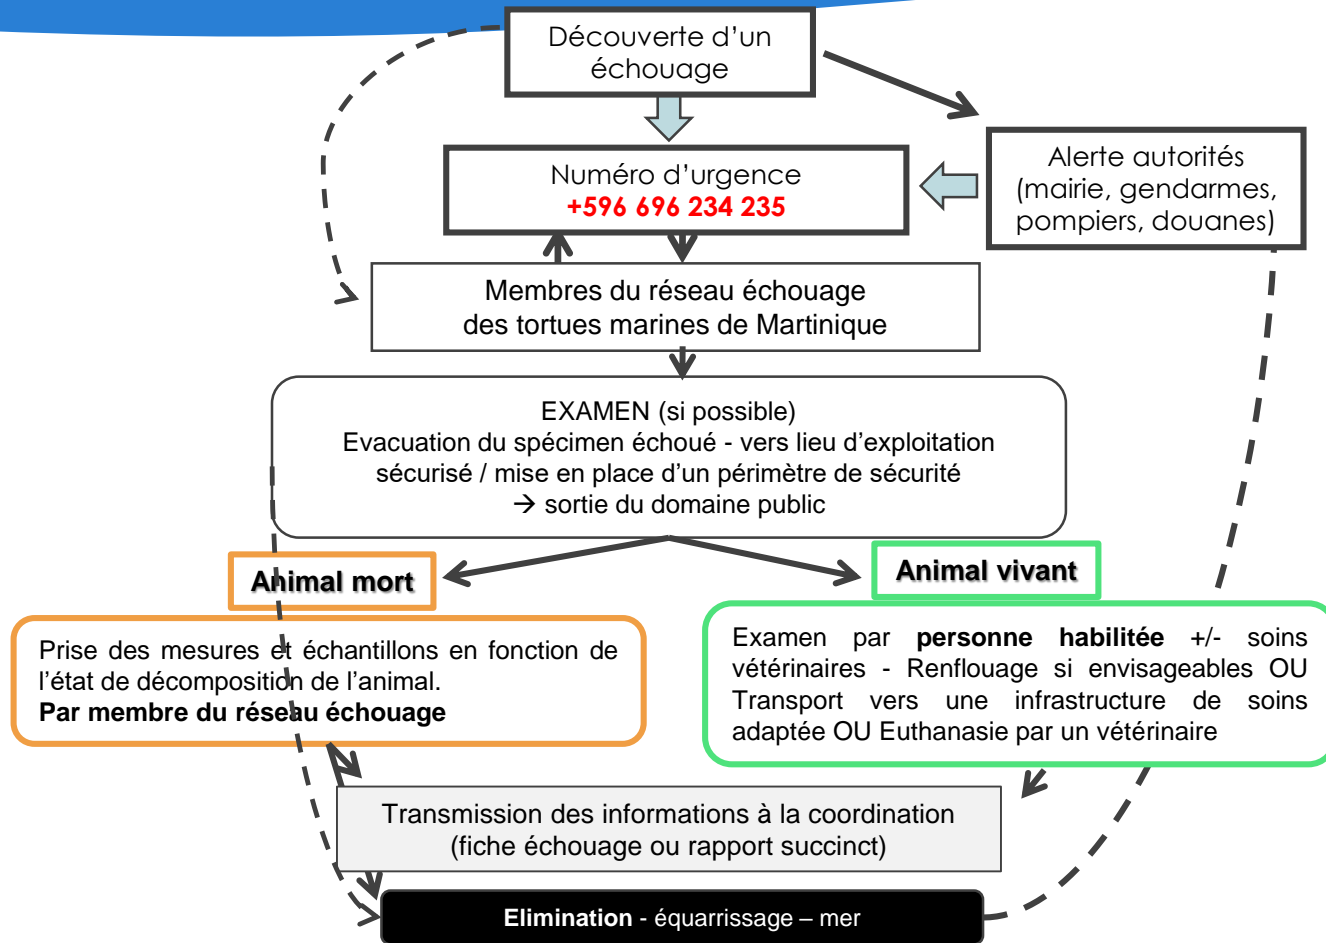 Découverte d’un
échouage
Numéro d’urgence
+596 696 234 235
Alerte autorités
(mairie, gendarmes,
pompiers, douanes)
Membres du réseau échouage
des tortues marines de Martinique
EXAMEN (si possible)
Evacuation du spécimen échoué - vers lieu d’exploitation
sécurisé / mise en place d’un périmètre de sécurité
→ sortie du domaine public
Animal mort
Animal vivant
Prise des mesures et échantillons en fonction de
l’état de décomposition de l’animal.
Par membre du réseau échouage
Examen par personne habilitée +/- soins
vétérinaires - Renflouage si envisageables OU
Transport vers une infrastructure de soins
adaptée OU Euthanasie par un vétérinaire
Transmission des informations à la coordination
(fiche échouage ou rapport succinct)
Elimination - équarrissage – mer